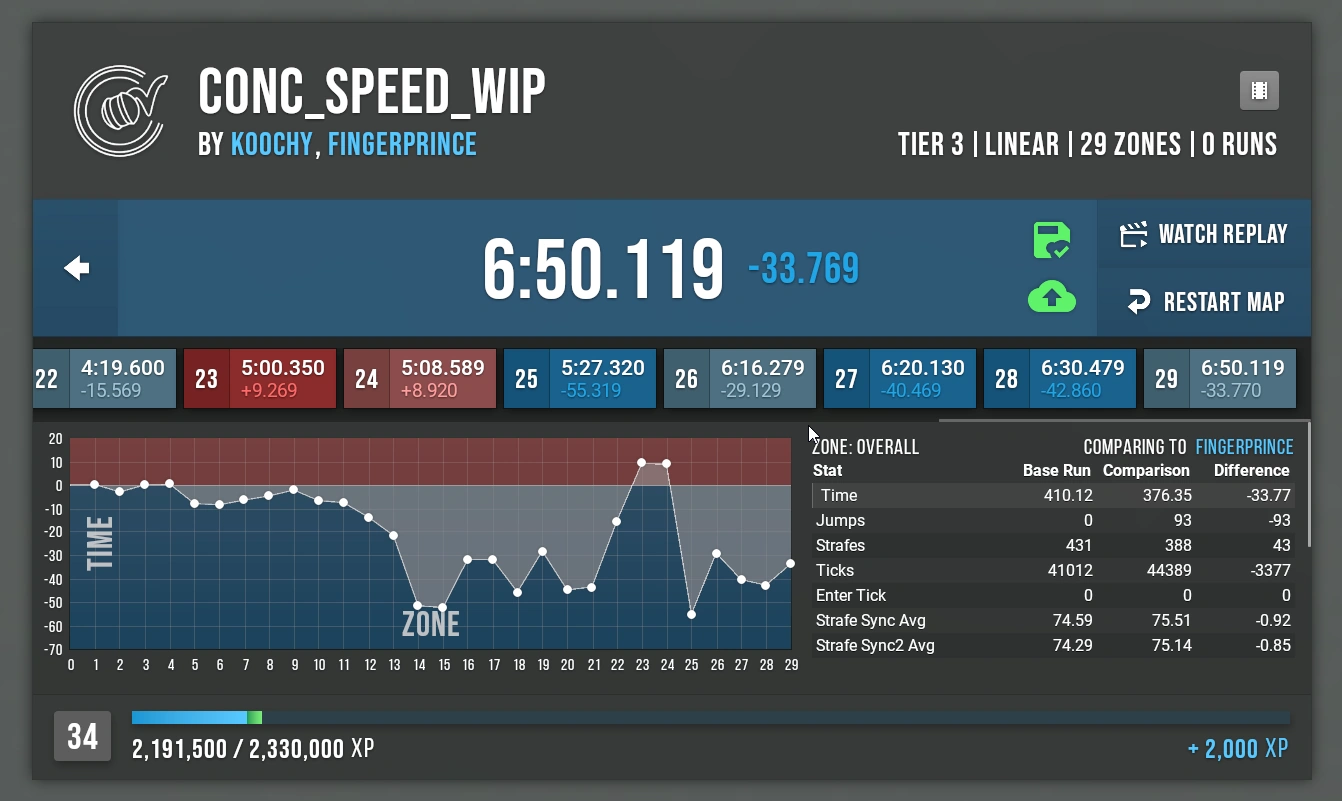 CONC_SPEED_WIP
BY KOOCHY, FINGERPRINCE
TIER 3 | LINEAR | 29 ZONES | 0 RUNS
6:50.119 -33.769
WATCH REPLAY
RESTART MAP
22 4:19.600 -15.569
23 5:00.350 +9.269
24 5:08.589 +8.920
25 5:27.320 -55.319
26 6:16.279 -29.129
27 6:20.130 -40.469
28 6:30.479 -42.860
29 6:50.119 -33.770
20
10
0
-10
-20
-30
-40
-50
-60
-70
TIME
ZONE
0 1 2 3 4 5 6 7 8 9 10 11 12 13 14 15 16 17 18 19 20 21 22 23 24 25 26 27 28 29
ZONE: OVERALL COMPARING TO FINGERPRINCE
Stat Base Run Comparison Difference
Time 410.12 376.35 -33.77
Jumps 0 93 -93
Strafes 431 388 43
Ticks 41012 44389 -3377
Enter Tick 0 0 0
Strafe Sync Avg 74.59 75.51 -0.92
Strafe Sync2 Avg 74.29 75.14 -0.85
34
2,191,500 / 2,330,000 XP
+ 2,000 XP